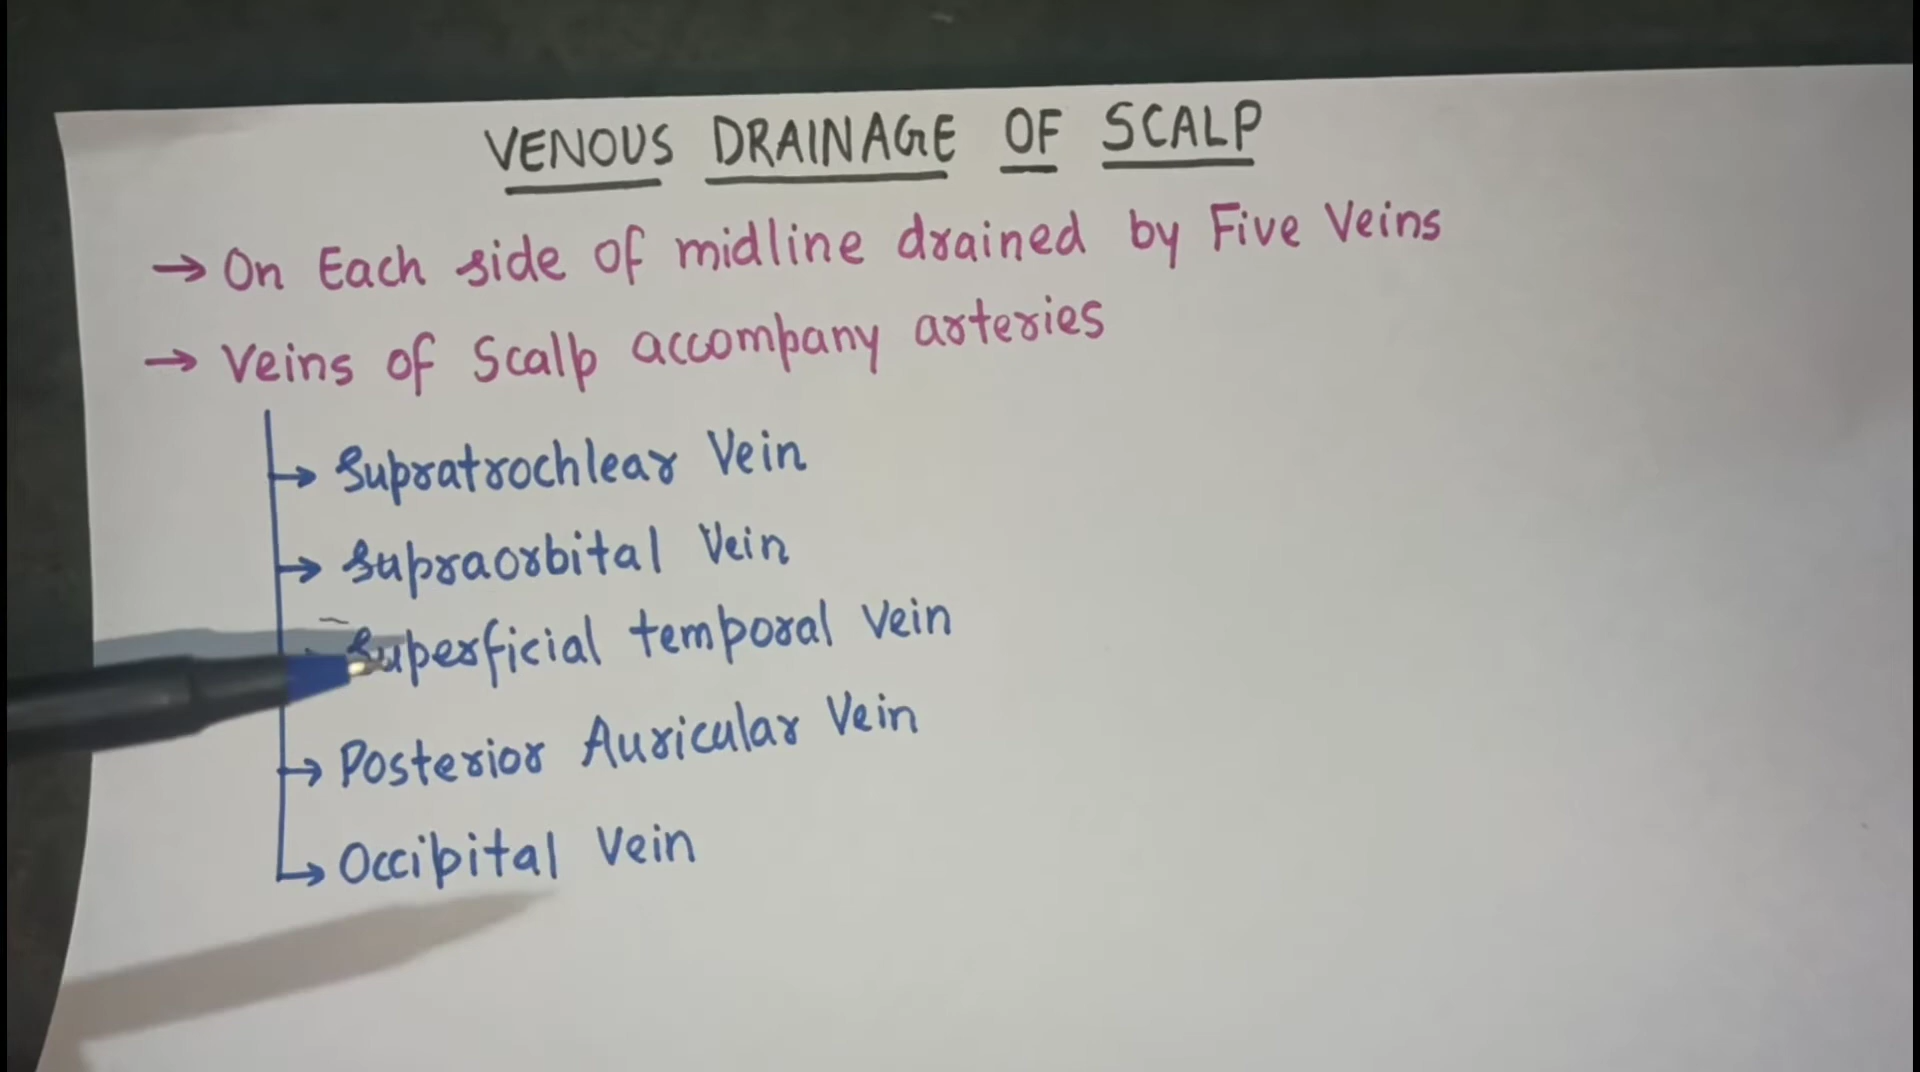 VENOUS DRAINAGE OF SCALP
→ On Each side of midline drained by Five Veins
→ Veins of Scalp accompany arteries
→ Supratrochlear Vein
→ Supraorbital Vein
Superficial temporal Vein
→ Posterior Auricular Vein
→ Occipital Vein